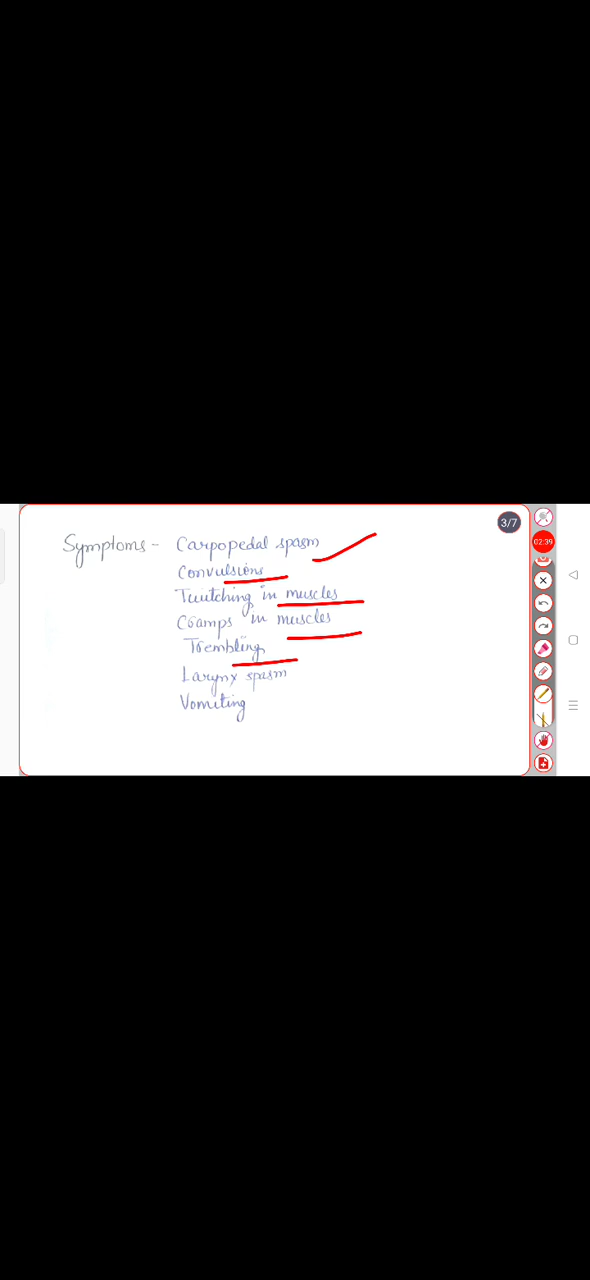 3/7
Symptoms - Carpopedal spasm
02:39
Convulsions
Twitching in muscles
Cramps in muscles
Trembling
Larynx spasm
Vomiting